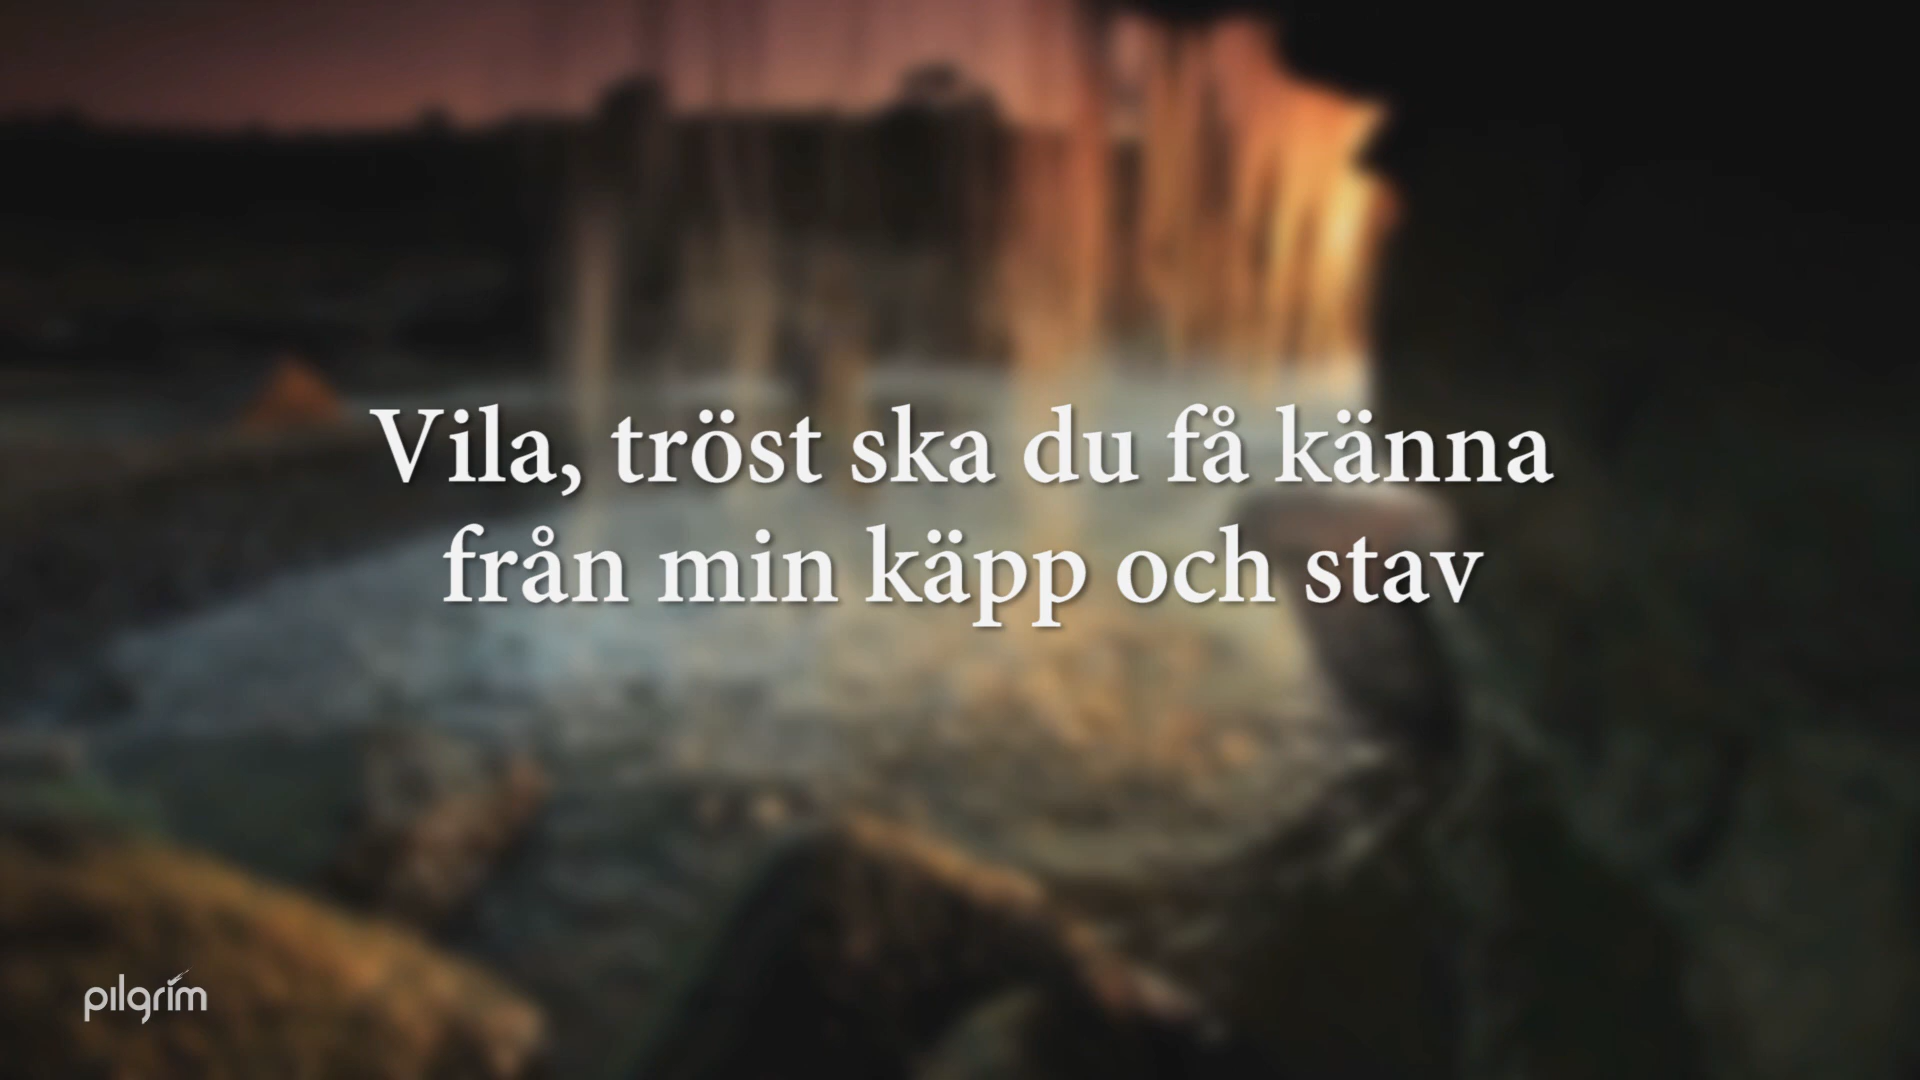 Vila, tröst ska du få känna
från min käpp och stav
pilgrim